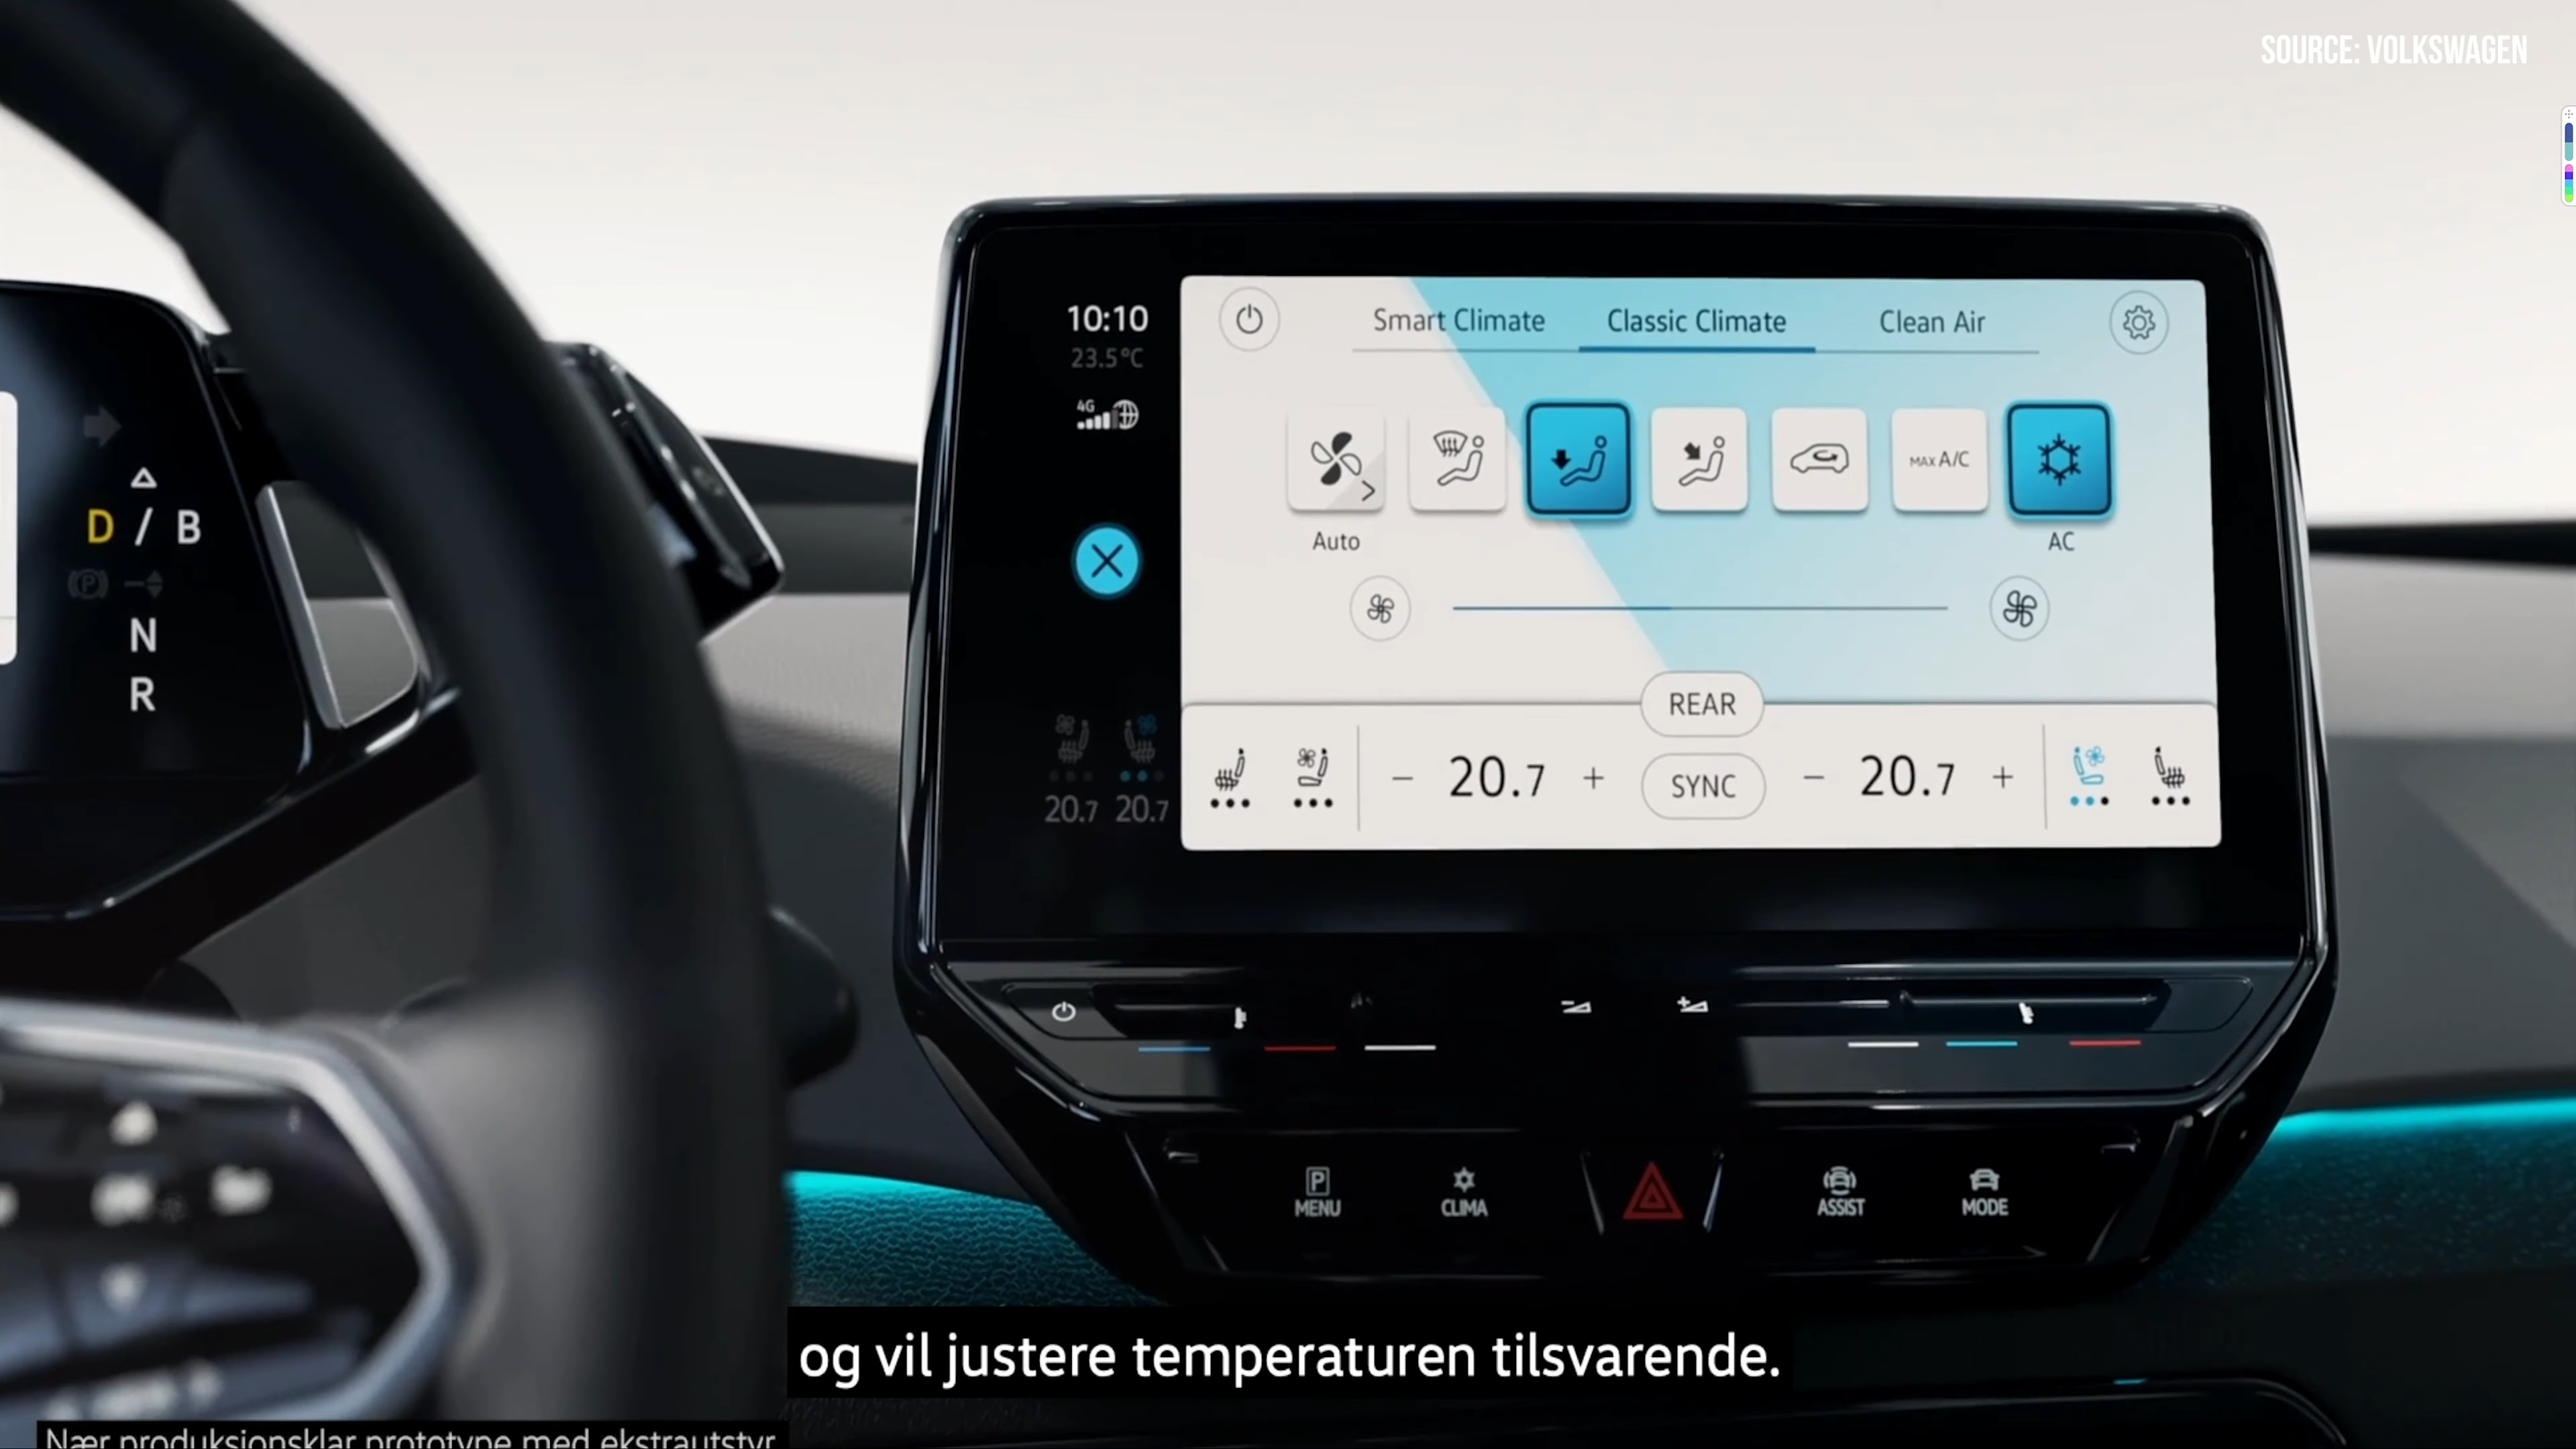 SOURCE: VOLKSWAGEN
10:10
23.5°C
4G
Smart Climate
Classic Climate
Clean Air
MAX A/C
Auto
AC
D / B
P
N
R
REAR
− 20.7 +
SYNC
− 20.7 +
20.7 20.7
P
MENU
CLIMA
ASSIST
MODE
og vil justere temperaturen tilsvarende.
Nær produksjonsklar prototype med ekstrautstyr